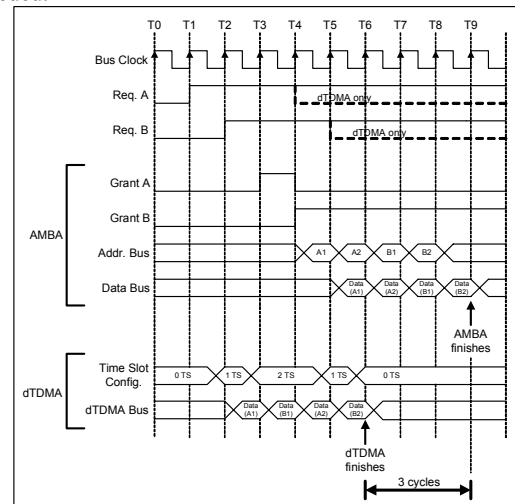 T0 T1 T2 T3 T4 T5 T6 T7 T8 T9
Bus Clock
Req. A
dTDMA only
Req. B
dTDMA only
AMBA
Grant A
Grant B
Addr. Bus
A1 A2 B1 B2
Data Bus
Data (A1) Data (A2) Data (B1) Data (B2)
AMBA finishes
dTDMA
Time Slot Config.
0 TS 1 TS 2 TS 1 TS 0 TS
dTDMA Bus
Data (A1) Data (B1) Data (A2) Data (B2)
dTDMA finishes
3 cycles